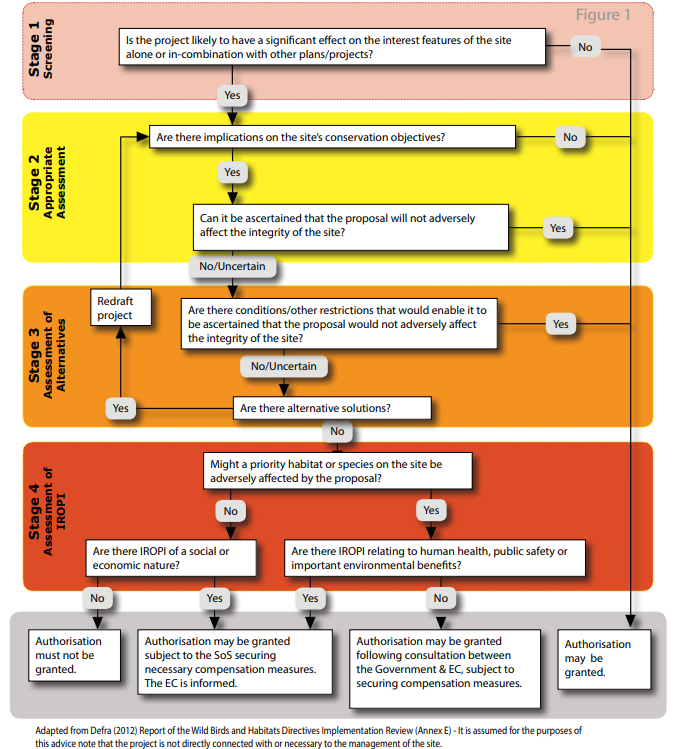 Figure 1
Stage 1
Screening
Is the project likely to have a significant effect on the interest features of the site
alone or in-combination with other plans/projects?
No
Yes
Stage 2
Appropriate
Assessment
Are there implications on the site's conservation objectives?
No
Yes
Can it be ascertained that the proposal will not adversely
affect the integrity of the site?
Yes
No/Uncertain
Stage 3
Assessment of
Alternatives
Redraft
project
Are there conditions/other restrictions that would enable it to
be ascertained that the proposal would not adversely affect
the integrity of the site?
Yes
No/Uncertain
Yes
Are there alternative solutions?
No
Stage 4
Assessment of
IROPI
Might a priority habitat or species on the site be
adversely affected by the proposal?
No
Yes
Are there IROPI of a social or
economic nature?
Are there IROPI relating to human health, public safety or
important environmental benefits?
No
Yes
Yes
No
Authorisation
must not be
granted.
Authorisation may be granted
subject to the SoS securing
necessary compensation measures.
The EC is informed.
Authorisation may be granted
following consultation between
the Government & EC, subject to
securing compensation measures.
Authorisation
may be
granted.
Adapted from Defra (2012) Report of the Wild Birds and Habitats Directives Implementation Review (Annex E) - It is assumed for the purposes of
this advice note that the project is not directly connected with or necessary to the management of the site.